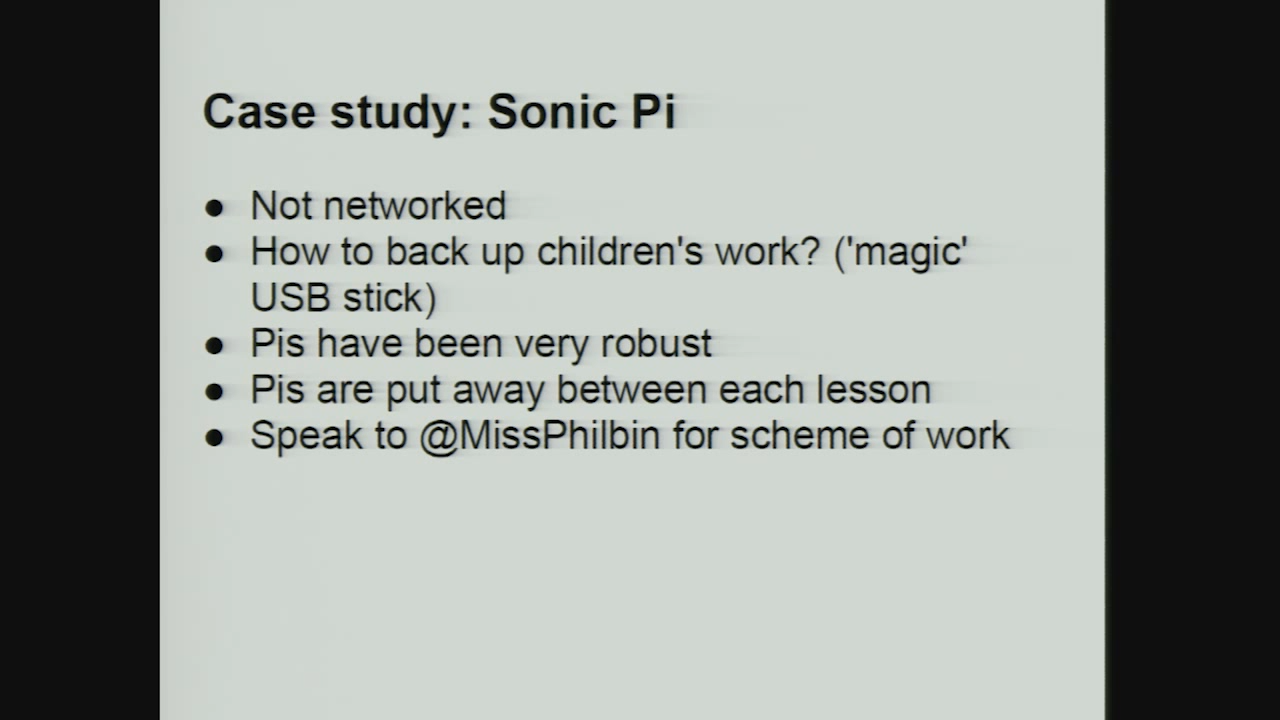 Case study: Sonic Pi
● Not networked
● How to back up children's work? ('magic'
USB stick)
● Pis have been very robust
● Pis are put away between each lesson
● Speak to @MissPhilbin for scheme of work